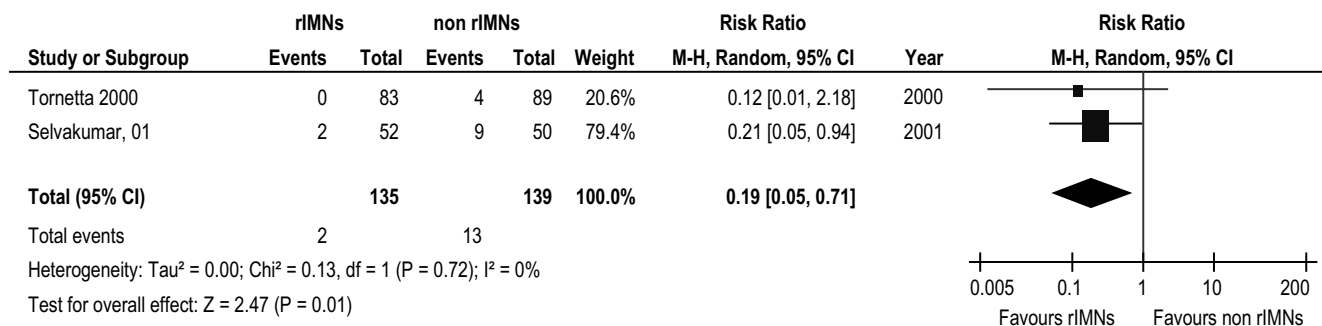 rIMNs non rIMNs Risk Ratio Risk Ratio
Study or Subgroup Events Total Events Total Weight M-H, Random, 95% CI Year M-H, Random, 95% CI
Tornetta 2000 0 83 4 89 20.6% 0.12 [0.01, 2.18] 2000
Selvakumar, 01 2 52 9 50 79.4% 0.21 [0.05, 0.94] 2001
Total (95% CI) 135 139 100.0% 0.19 [0.05, 0.71]
Total events 2 13
Heterogeneity: Tau² = 0.00; Chi² = 0.13, df = 1 (P = 0.72); I² = 0%
Test for overall effect: Z = 2.47 (P = 0.01)
0.005 0.1 1 10 200
Favours rIMNs Favours non rIMNs